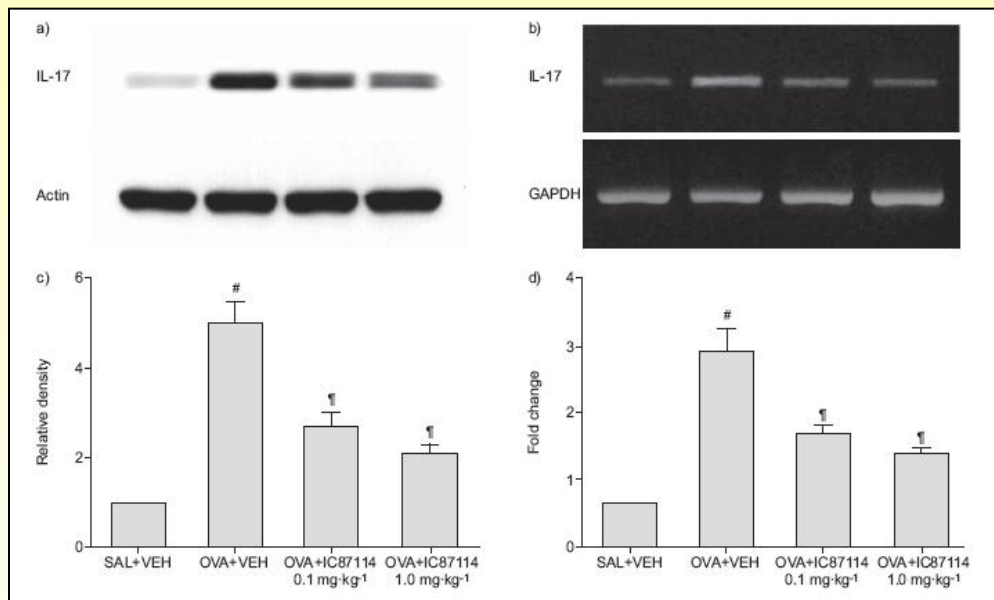 a)
IL-17
Actin
b)
IL-17
GAPDH
c)
Relative density
6
4
2
0
#
¶
¶
SAL+VEH
OVA+VEH
OVA+IC87114
0.1 mg·kg-1
OVA+IC87114
1.0 mg·kg-1
d)
Fold change
4
3
2
1
0
#
¶
¶
SAL+VEH
OVA+VEH
OVA+IC87114
0.1 mg·kg-1
OVA+IC87114
1.0 mg·kg-1